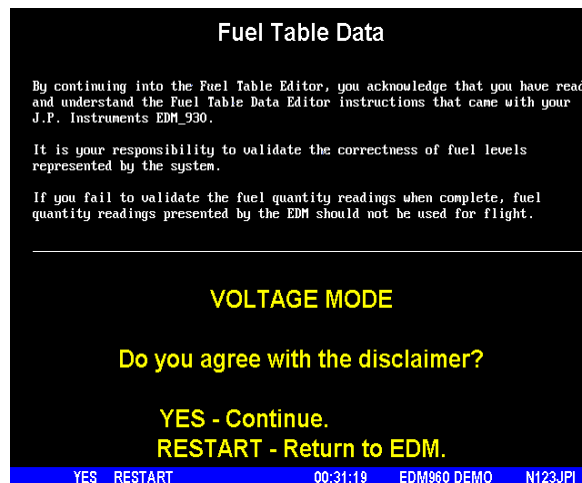 Fuel Table Data
By continuing into the Fuel Table Editor, you acknowledge that you have read
and understand the Fuel Table Data Editor instructions that came with your
J.P. Instruments EDM_930.
It is your responsibility to validate the correctness of fuel levels
represented by the system.
If you fail to validate the fuel quantity readings when complete, fuel
quantity readings presented by the EDM should not be used for flight.
VOLTAGE MODE
Do you agree with the disclaimer?
YES - Continue.
RESTART - Return to EDM.
YES RESTART 00:31:19 EDM960 DEMO N123JPI